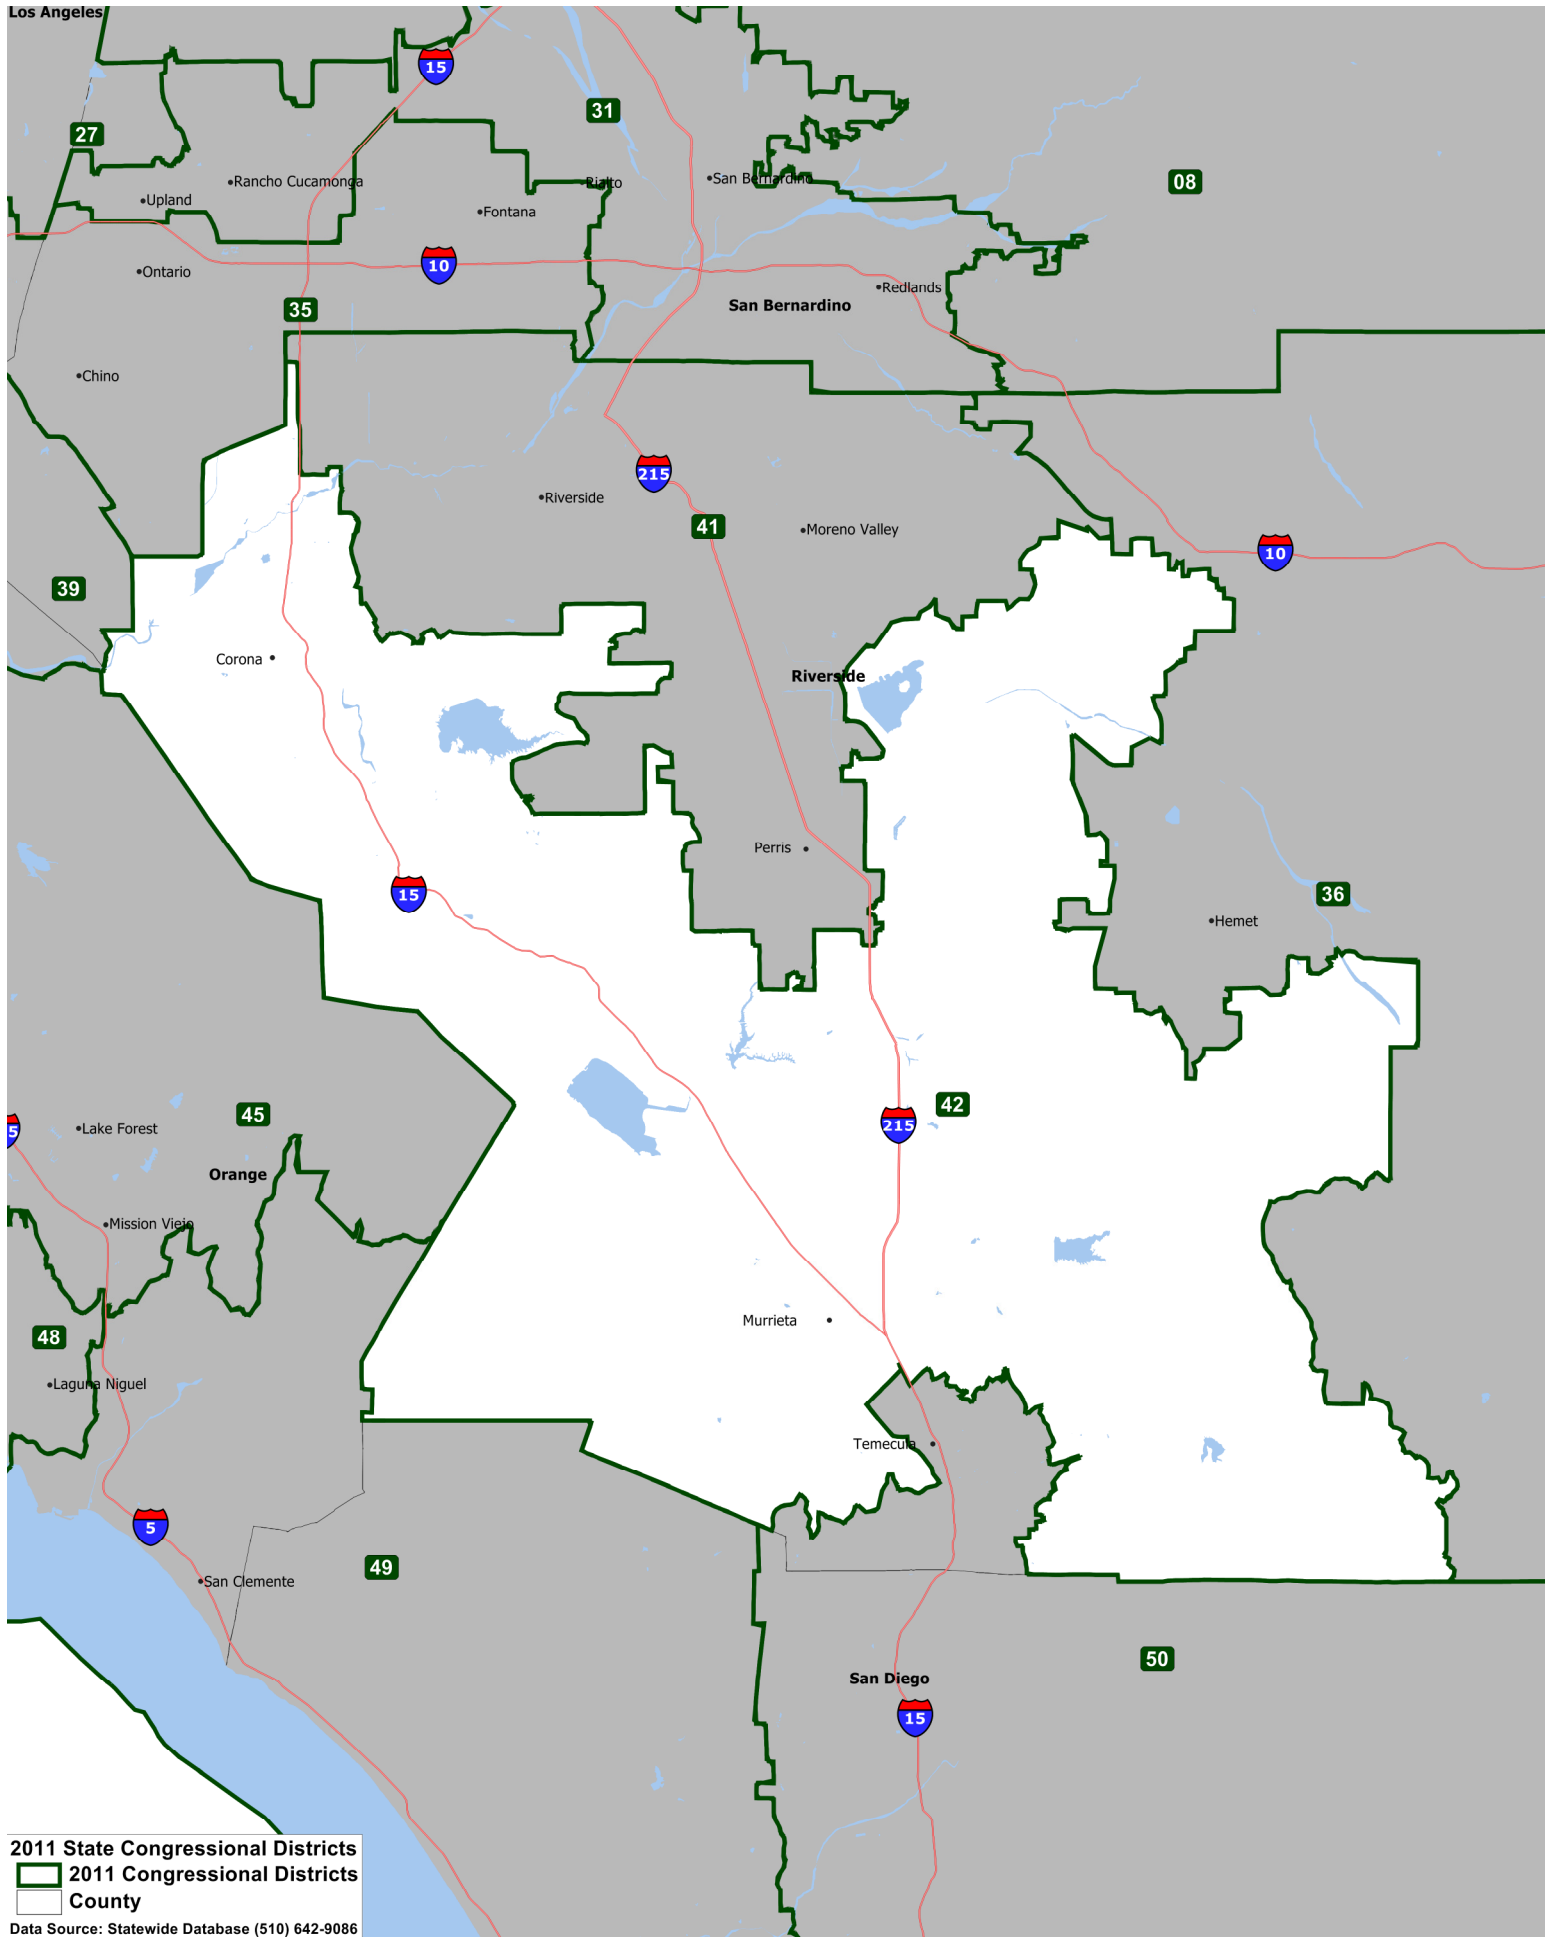 Los Angeles
15
31
27
08
Rancho Cucamonga
Rialto
San Bernardino
Upland
Fontana
10
Ontario
Redlands
35
San Bernardino
Chino
215
Riverside
41
Moreno Valley
10
39
Corona
Riverside
Perris
15
36
Hemet
45
42
215
5
Lake Forest
Orange
Mission Viejo
Murrieta
48
Laguna Niguel
Temecula
5
49
San Clemente
50
San Diego
15
2011 State Congressional Districts
2011 Congressional Districts
County
Data Source: Statewide Database (510) 642-9086